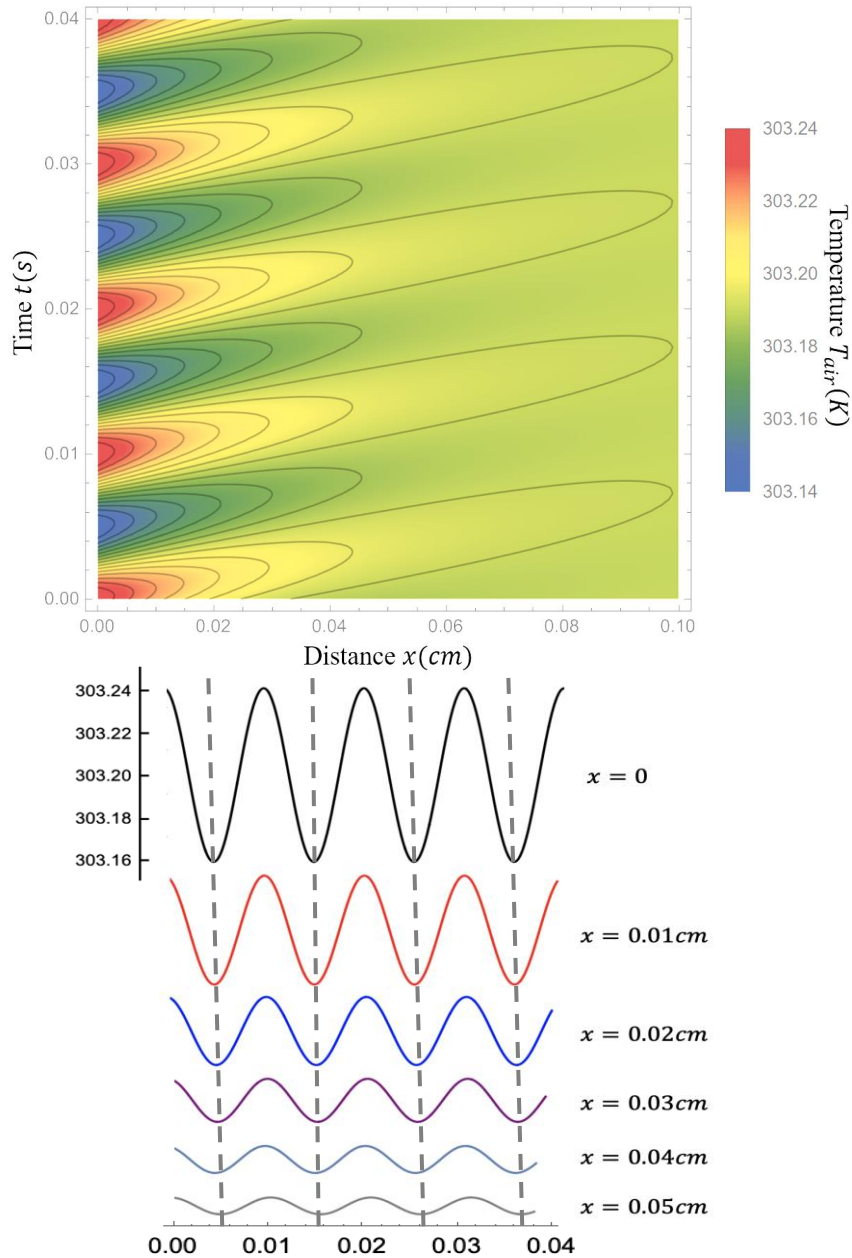 0.04
0.03
0.02
0.01
0.00
Time t(s)
0.00 0.02 0.04 0.06 0.08 0.10
Distance x(cm)
303.24
303.22
303.20
303.18
303.16
303.14
Temperature T_air(K)
303.24
303.22
303.20
303.18
303.16
x = 0
x = 0.01cm
x = 0.02cm
x = 0.03cm
x = 0.04cm
x = 0.05cm
0.00 0.01 0.02 0.03 0.04